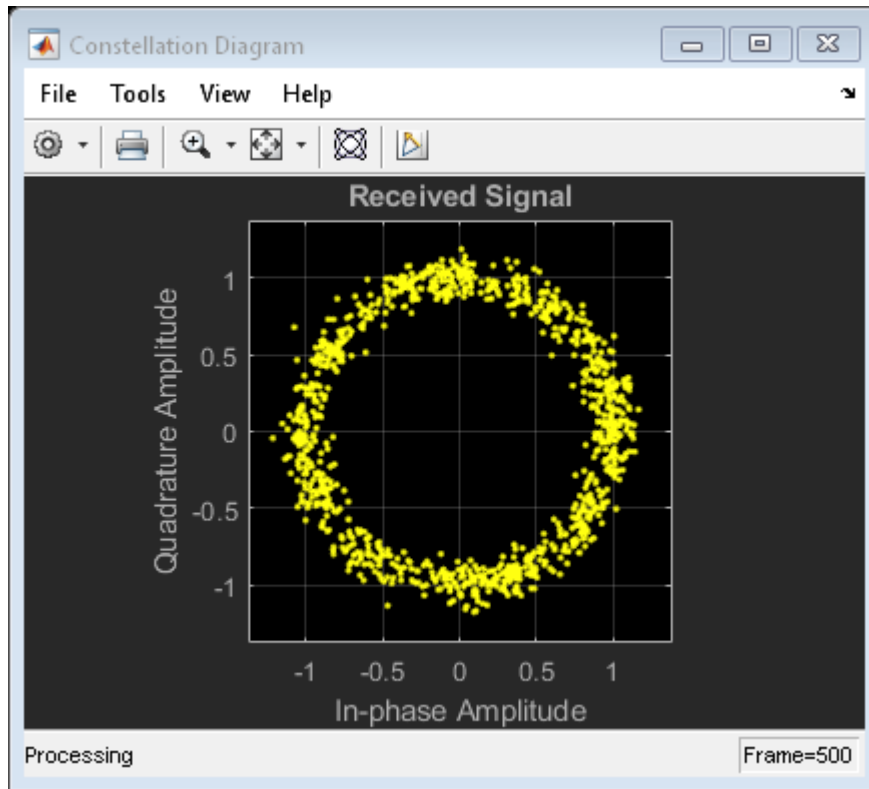 Constellation Diagram
File Tools View Help
Received Signal
Quadrature Amplitude
1
0.5
0
-0.5
-1
-1 -0.5 0 0.5 1
In-phase Amplitude
Processing Frame=500